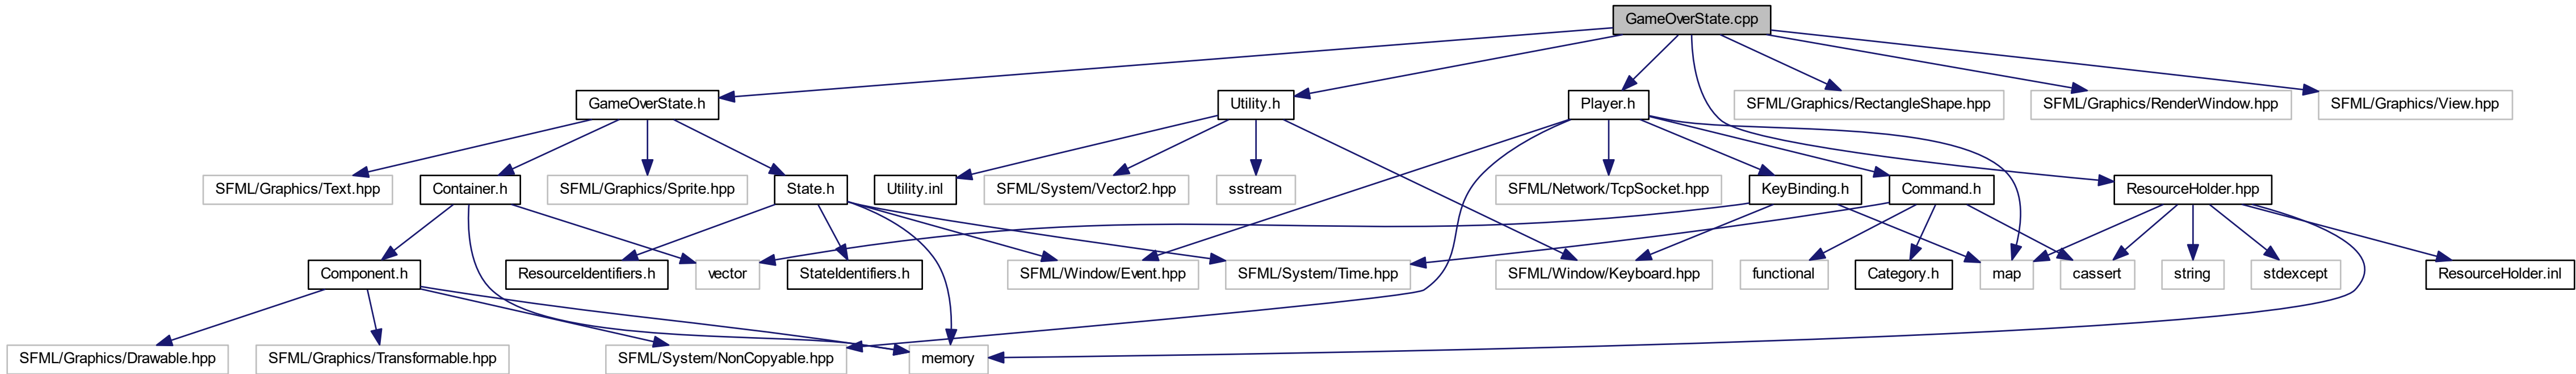 GameOverState.cpp
GameOverState.h
Utility.h
Player.h
SFML/Graphics/RectangleShape.hpp
SFML/Graphics/RenderWindow.hpp
SFML/Graphics/View.hpp
SFML/Graphics/Text.hpp
Container.h
SFML/Graphics/Sprite.hpp
State.h
Utility.inl
SFML/System/Vector2.hpp
sstream
SFML/Network/TcpSocket.hpp
KeyBinding.h
Command.h
ResourceHolder.hpp
Component.h
ResourceIdentifiers.h
vector
StateIdentifiers.h
SFML/Window/Event.hpp
SFML/System/Time.hpp
SFML/Window/Keyboard.hpp
functional
Category.h
map
cassert
string
stdexcept
ResourceHolder.inl
SFML/Graphics/Drawable.hpp
SFML/Graphics/Transformable.hpp
SFML/System/NonCopyable.hpp
memory